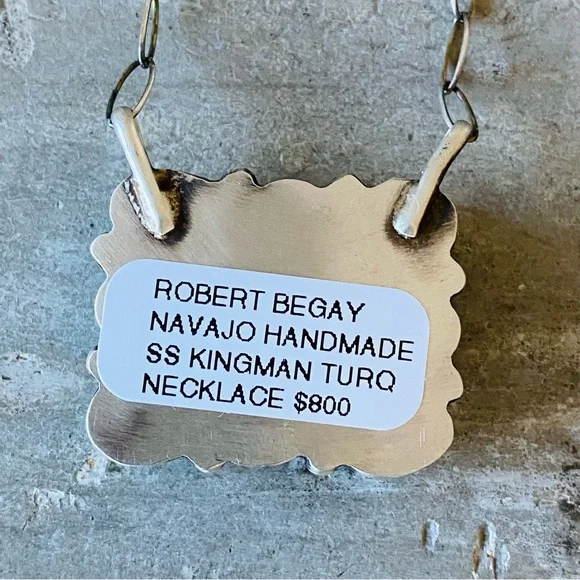 ROBERT BEGAY
NAVAJO HANDMADE
SS KINGMAN TURQ
NECKLACE $800